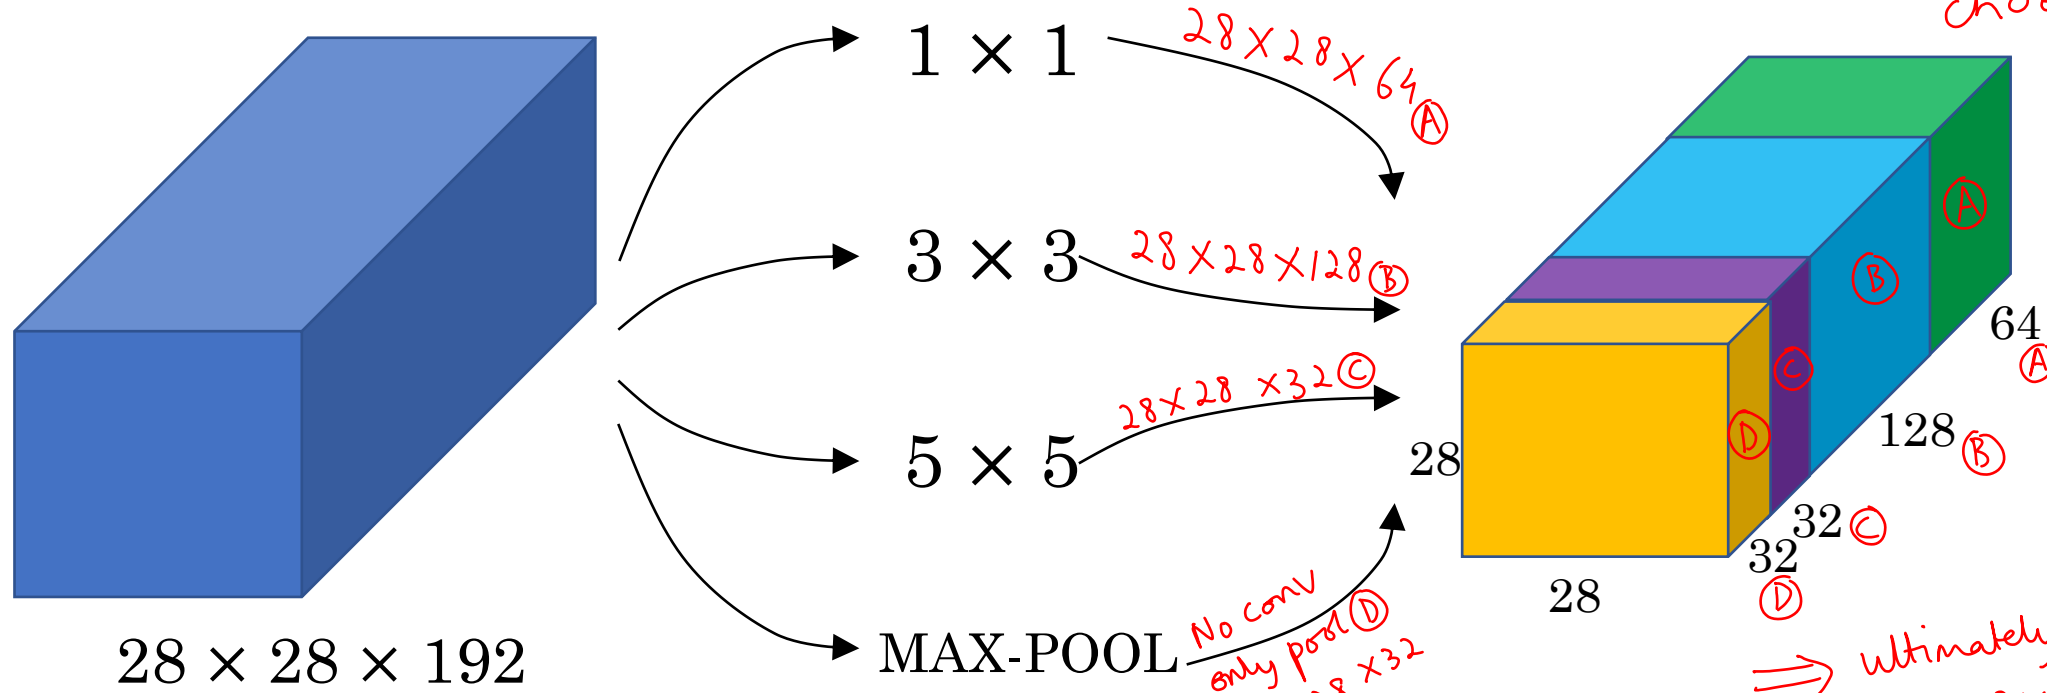 1 × 1
28 × 28 × 64 A
3 × 3
28 × 28 × 128 B
5 × 5
28 × 28 × 32 C
MAX-POOL
No conv
only pool D
× 32
28 × 28 × 192
A
B
C
D
28
28
64
A
128 B
32 C
32
D
⇒ ultimately